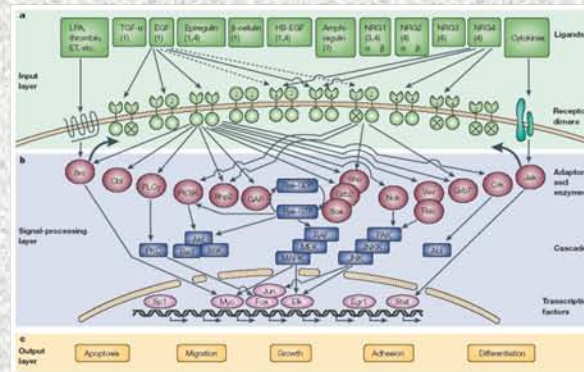 a
LPA,
thrombin,
ET, etc.
TGF-α
(1)
EGF
(1)
Epiregulin
(1,4)
β-cellulin
(1)
HB-EGF
(1,4)
Amphi-
regulin
(1)
NRG1
(3,4)
α β
NRG2
(4)
α β
NRG3
(4)
NRG4
(4)
Cytokines
Ligands
Input
layer
Receptor
dimers
b
Src
Cbl
PLCγ
PI(3)K
Shp2
GAP
Shc
Grb2
Sos
Nck
Vav
Rac
Grb7
Crk
Jak
Adaptors
and
enzymes
Signal-processing
layer
PKC
Akt
Raf
MEK
MAPK
PAK
JNKK
JNK
Abl
Cascades
Sp1
Myc
Jun
Fos
Elk
Egr1
Stat
Transcription
factors
c
Output
layer
Apoptosis
Migration
Growth
Adhesion
Differentiation